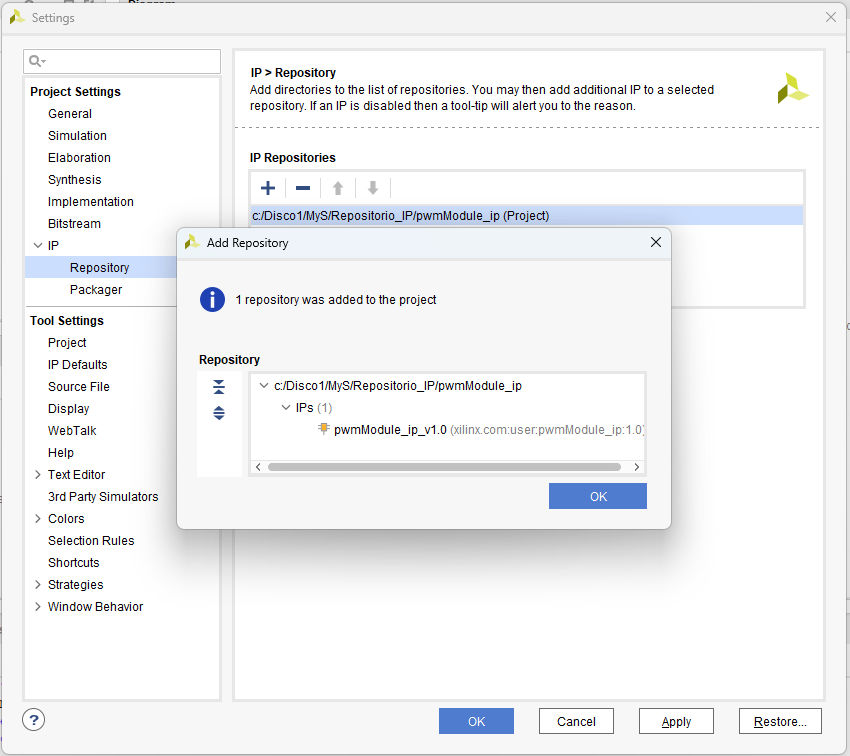 Settings
Project Settings
General
Simulation
Elaboration
Synthesis
Implementation
Bitstream
IP
Repository
Packager
Tool Settings
Project
IP Defaults
Source File
Display
WebTalk
Help
Text Editor
3rd Party Simulators
Colors
Selection Rules
Shortcuts
Strategies
Window Behavior
IP > Repository
Add directories to the list of repositories. You may then add additional IP to a selected
repository. If an IP is disabled then a tool-tip will alert you to the reason.
IP Repositories
c:/Disco1/MyS/Repositorio_IP/pwmModule_ip (Project)
Add Repository
1 repository was added to the project
Repository
c:/Disco1/MyS/Repositorio_IP/pwmModule_ip
IPs (1)
pwmModule_ip_v1.0 (xilinx.com:user:pwmModule_ip:1.0)
OK
?
OK
Cancel
Apply
Restore...